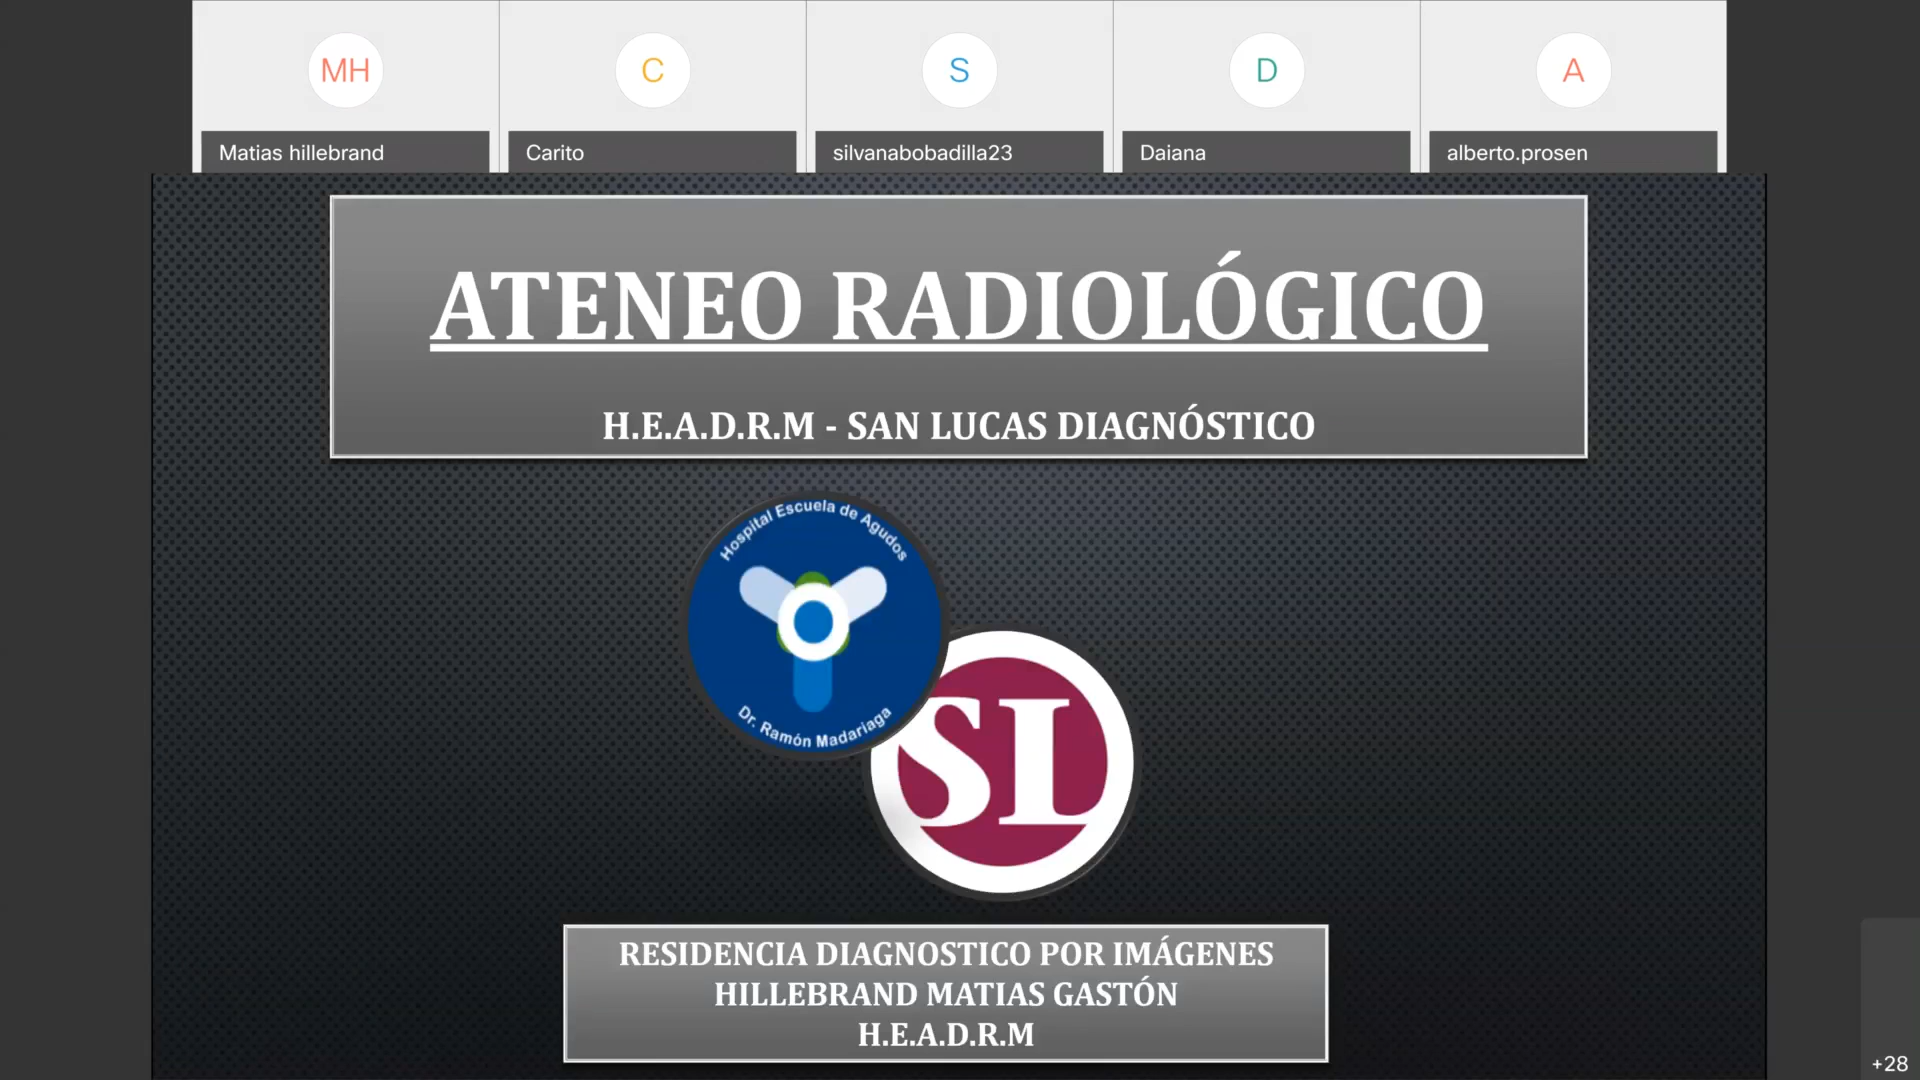 MH
C
S
D
A
Matias hillebrand
Carito
silvanabobadilla23
Daiana
alberto.prosen
ATENEO RADIOLÓGICO
H.E.A.D.R.M - SAN LUCAS DIAGNÓSTICO
Hospital Escuela de Agudos
Dr. Ramón Madariaga
SL
RESIDENCIA DIAGNOSTICO POR IMÁGENES
HILLEBRAND MATIAS GASTÓN
H.E.A.D.R.M
+28